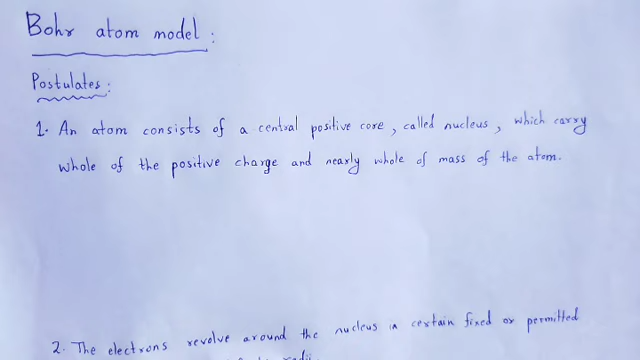 Bohr atom model :
Postulates :
1. An atom consists of a central positive core, called nucleus, which carry
whole of the positive charge and nearly whole of mass of the atom.
2. The electrons revolve around the nucleus in certain fixed or permitted